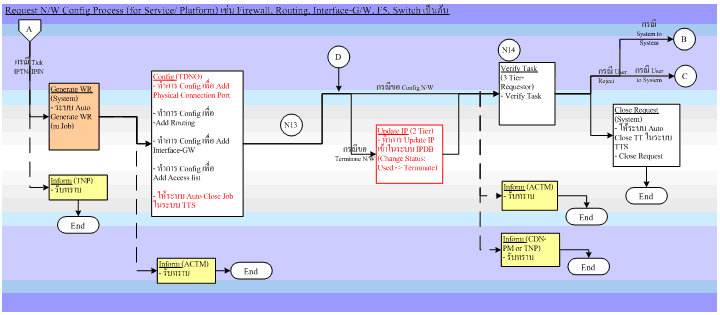 Request N/W Config Process (for Service/ Platform) เช่น Firewall, Routing, Interface-G/W, F5, Switch เป็นต้น
A
กรณี Tick
IPTN/IPIN
Generate WR
(System)
- ระบบ Auto
Generate WR
(m Job)
Inform (TNP)
- รับทราบ
End
Config (TDNO)
- ทำการ Config เพื่อ Add
Physical Connection Port
- ทำการ Config เพื่อ
Add Routing
- ทำการ Config เพื่อ Add
Interface-GW
- ทำการ Config เพื่อ
Add Access list
- ให้ระบบ Auto Close Job
ในระบบ TTS
Inform (ACTM)
- รับทราบ
End
N13
D
กรณีขอ Config N/W
กรณีขอ
Terminate N/W
Update IP (2 Tier)
- ทำการ Update IP
เข้าในระบบ IPDB
(Change Status:
Used -> Terminate)
N14
Verify Task
(3 Tier-
Requestor)
- Verify Task
Inform (ACTM)
- รับทราบ
End
Inform (CDN-
PM or TNP)
- รับทราบ
End
กรณี
System to
System
B
กรณี User
Reject
กรณี User
to System
C
Close Request
(System)
- ให้ระบบ Auto
Close TT ในระบบ
TTS
- Close Request
End